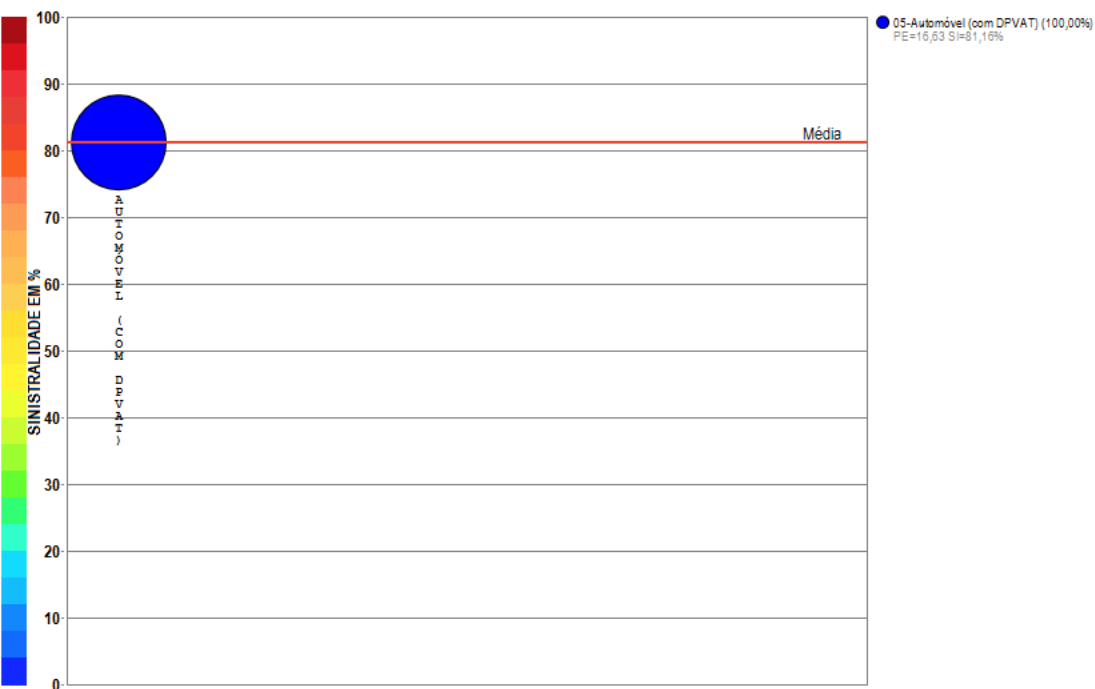 100
90
80
70
60
50
40
30
20
10
0
SINISTRALIDADE EM %
AUTOMÓVEL (COM DPVAT)
Média
05-Automóvel (com DPVAT) (100,00%)
PE=16,63 SI=81,16%